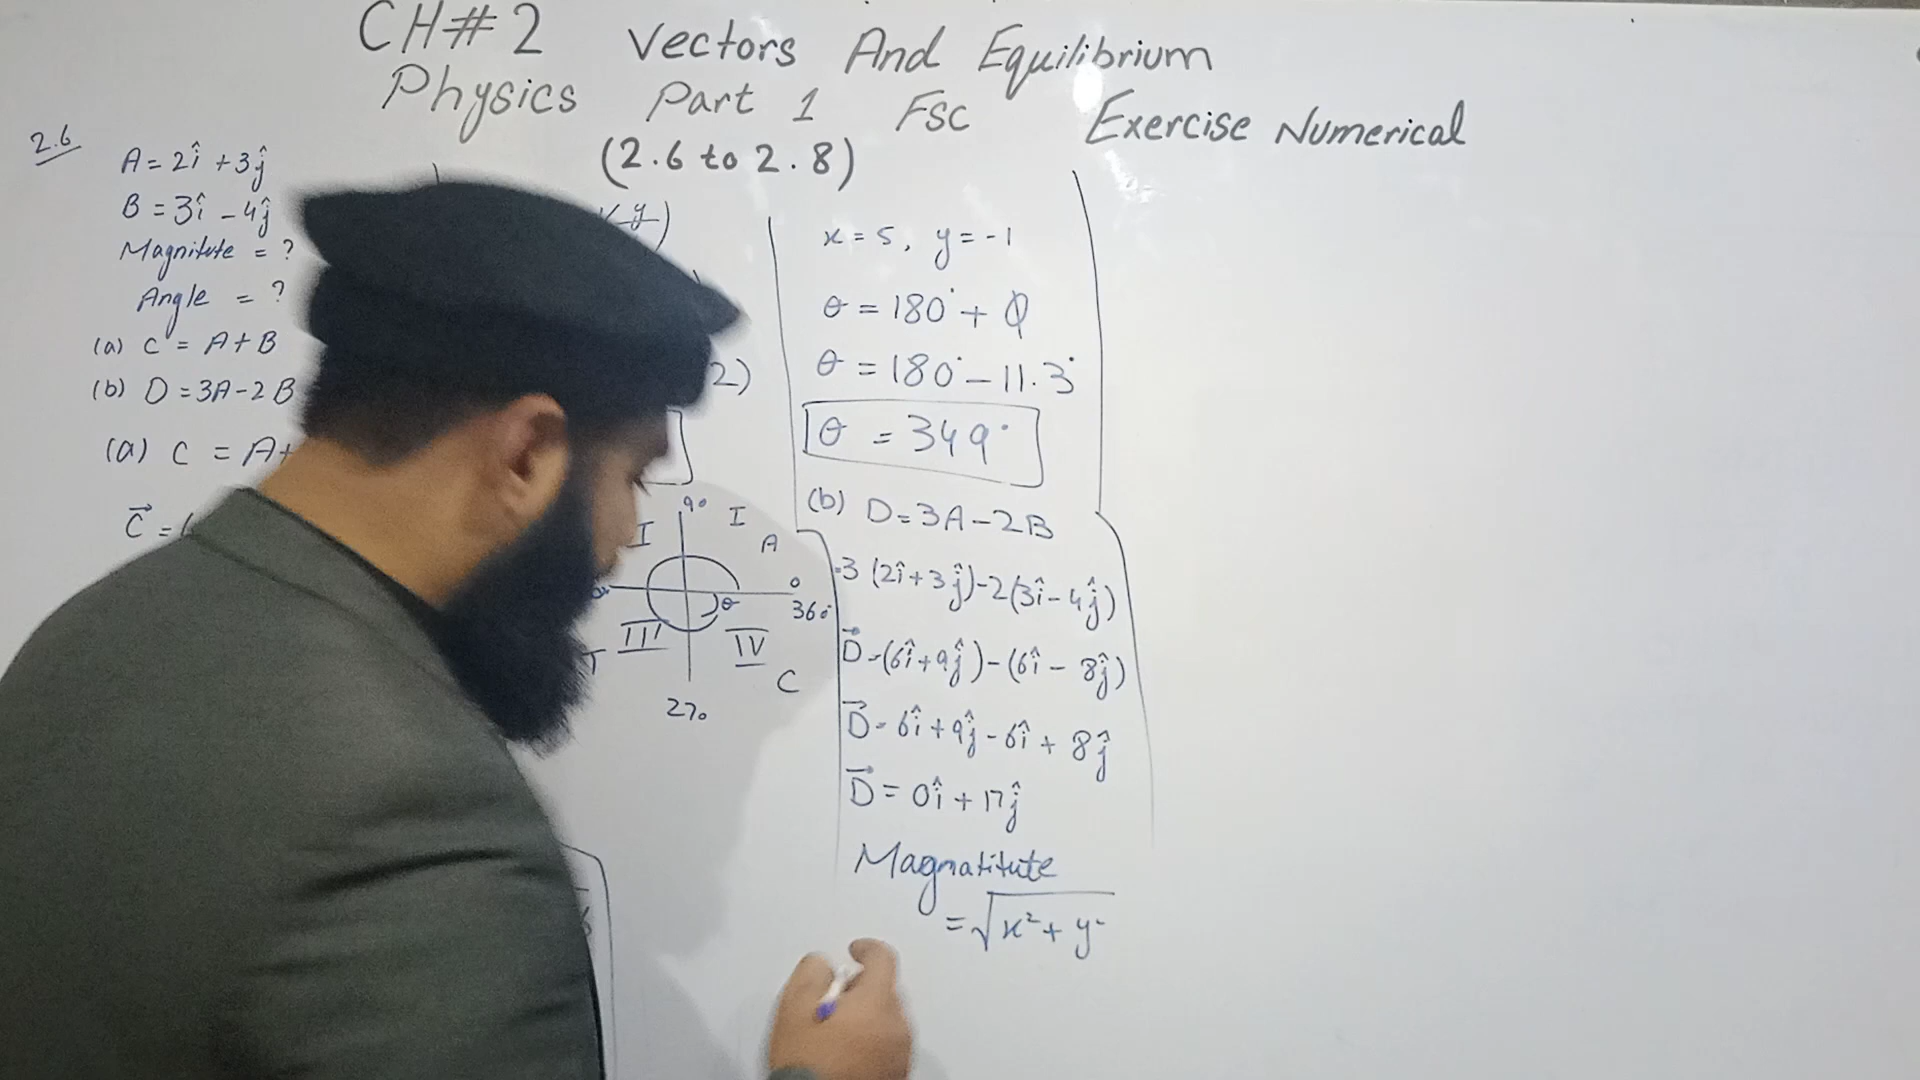 CH#2 Vectors And Equilibrium
Physics Part 1 FSC Exercise Numerical
(2.6 to 2.8)
2.6
A = 2î + 3ĵ
B = 3î - 4ĵ
Magnitute = ?
Angle = ?
(a) C = A+B
(b) D = 3A-2B
(a) C = A+
C⃗ =
y)
2)
90
I
I
A
0
360°
θ
III
IV
T
C
270
x = 5, y = -1
θ = 180° + Φ
θ = 180° - 11.3°
θ = 349°
(b) D = 3A - 2B
=3 (2î + 3ĵ) - 2(3î - 4ĵ)
D⃗ = (6î + 9ĵ) - (6î - 8ĵ)
D⃗ = 6î + 9ĵ - 6î + 8ĵ
D⃗ = 0î + 17ĵ
Magnatitute
= √x² + y²